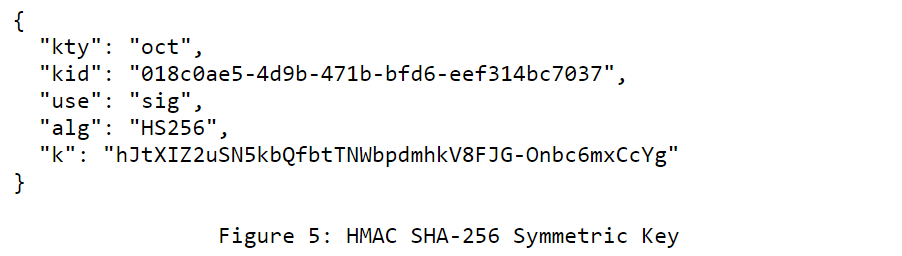 {
  "kty": "oct",
  "kid": "018c0ae5-4d9b-471b-bfd6-eef314bc7037",
  "use": "sig",
  "alg": "HS256",
  "k": "hJtXIZ2uSN5kbQfbtTNWbpdmhkV8FJG-Onbc6mxCcYg"
}
Figure 5: HMAC SHA-256 Symmetric Key